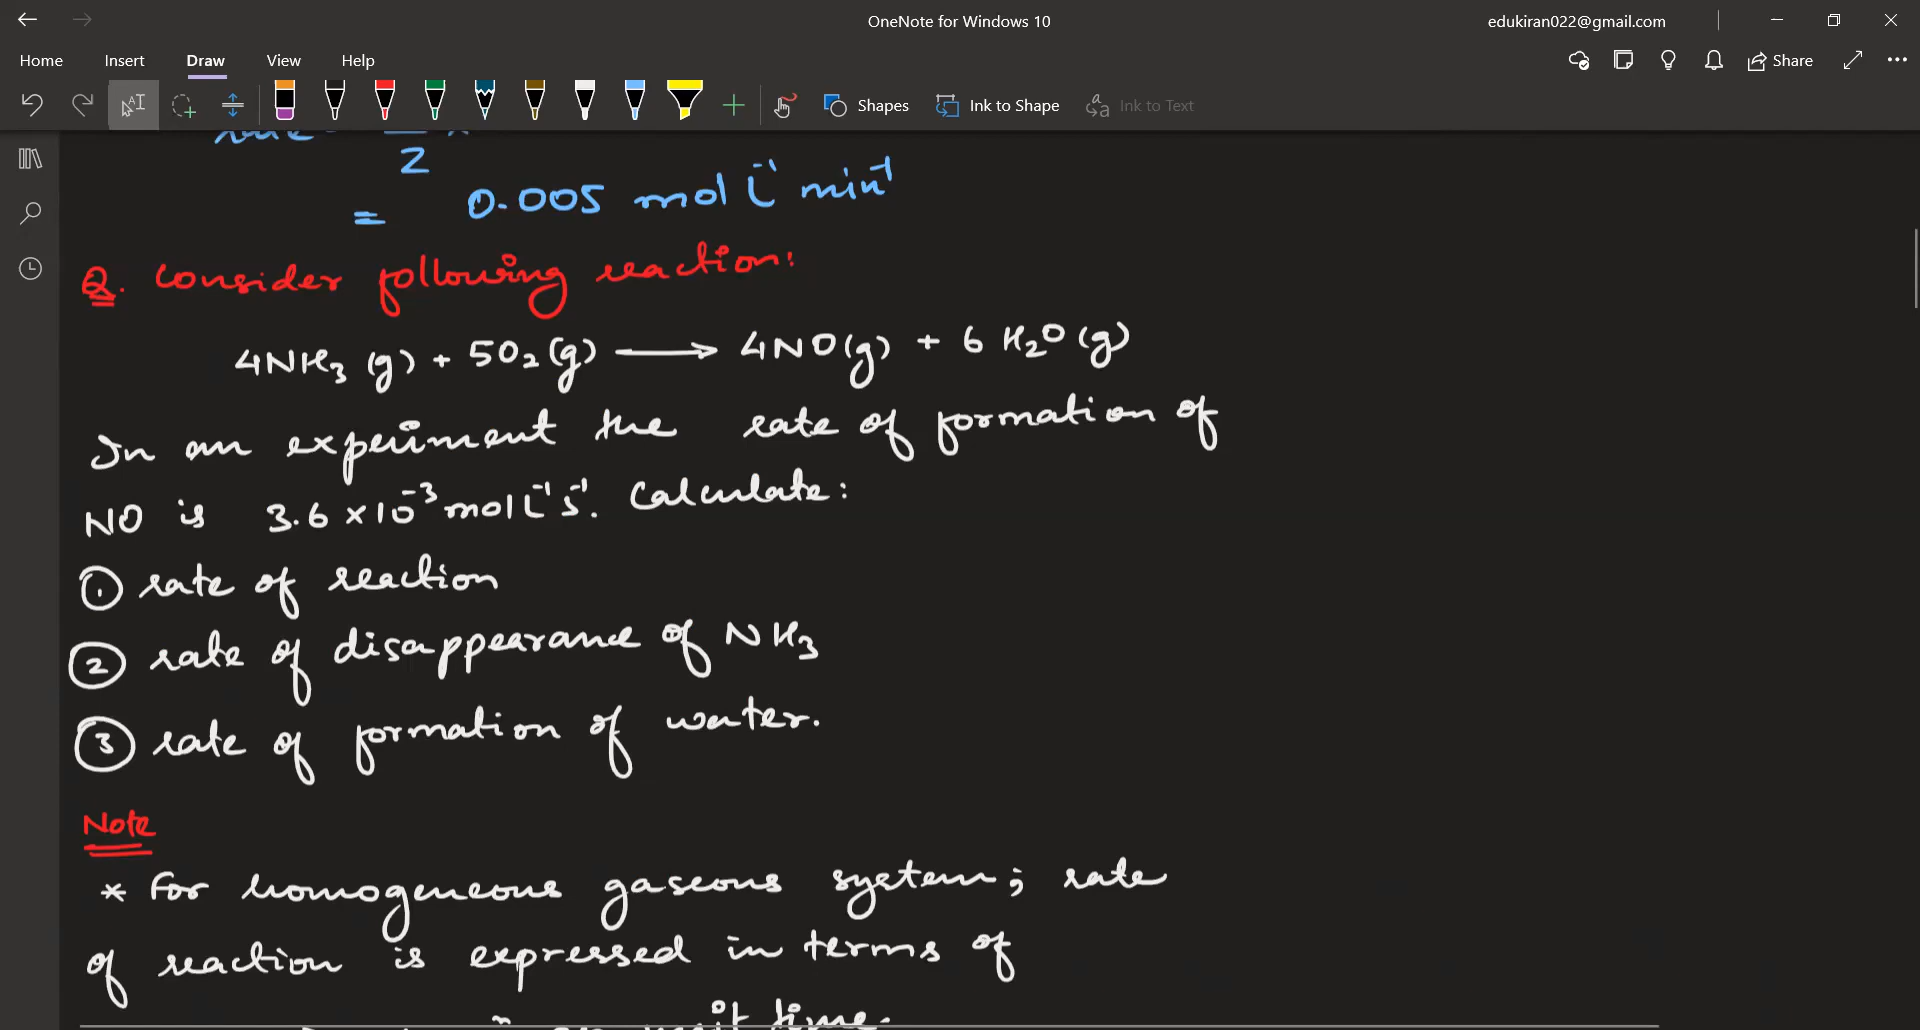 OneNote for Windows 10
edukiran022@gmail.com
Home Insert Draw View Help
Share
Shapes Ink to Shape Ink to Text
2
= 0.005 mol L⁻¹ min⁻¹
Q. Consider following reaction:
4NH₃ (g) + 5O₂ (g) ⟶ 4NO(g) + 6 H₂O (g)
In an experiment the rate of formation of
NO is 3.6 × 10⁻³ mol L⁻¹ s⁻¹. Calculate:
① rate of reaction
② rate of disappearance of NH₃
③ rate of formation of water.
Note
* For homogeneous gaseous system; rate
of reaction is expressed in terms of
unit time.